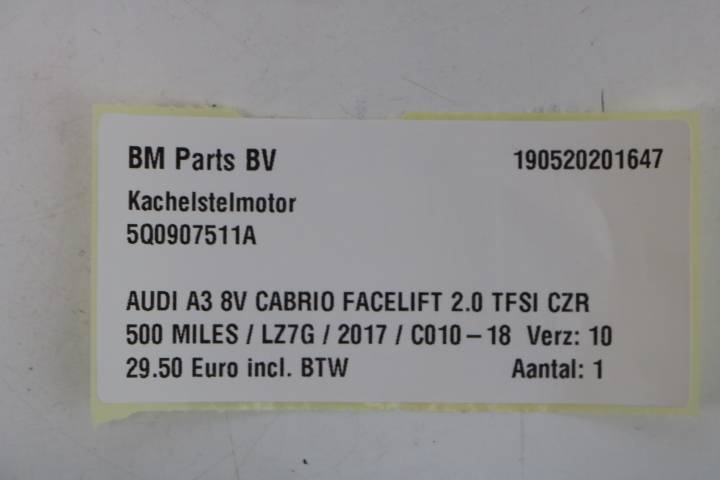 BM Parts BV 190520201647
Kachelstelmotor
5Q0907511A
AUDI A3 8V CABRIO FACELIFT 2.0 TFSI CZR
500 MILES / LZ7G / 2017 / C010-18 Verz: 10
29.50 Euro incl. BTW Aantal: 1